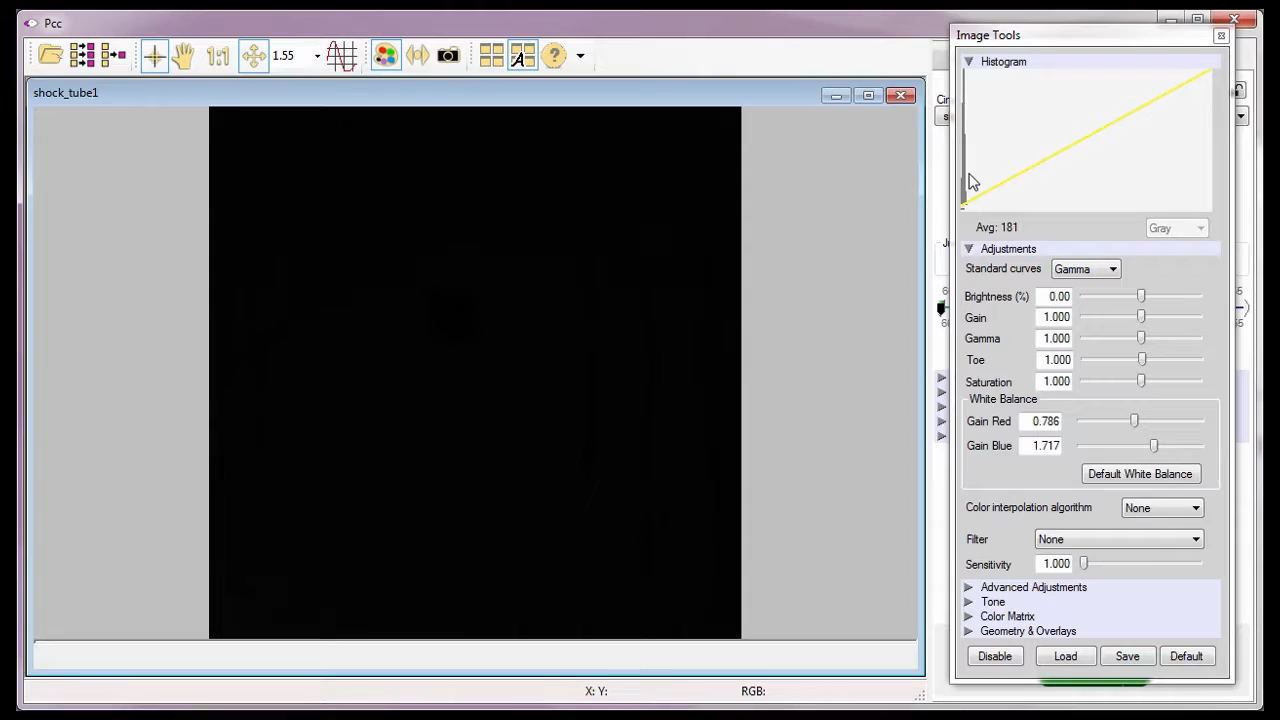 Pcc
1:1
1.55
A
?
shock_tube1
X: Y:
RGB:
Image Tools
Histogram
Avg: 181
Gray
Adjustments
Standard curves
Gamma
Brightness (%)
0.00
Gain
1.000
Gamma
1.000
Toe
1.000
Saturation
1.000
White Balance
Gain Red
0.786
Gain Blue
1.717
Default White Balance
Color interpolation algorithm
None
Filter
None
Sensitivity
1.000
Advanced Adjustments
Tone
Color Matrix
Geometry & Overlays
Disable
Load
Save
Default